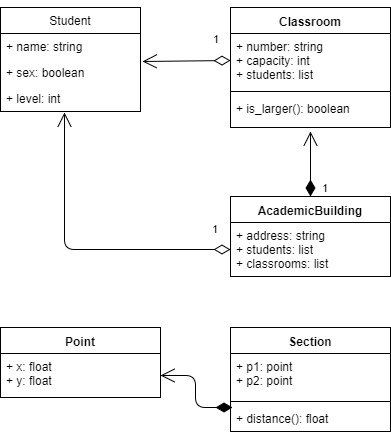 Student
+ name: string
+ sex: boolean
+ level: int
1
Classroom
+ number: string
+ capacity: int
+ students: list
+ is_larger(): boolean
1
1
AcademicBuilding
+ address: string
+ students: list
+ classrooms: list
Point
+ x: float
+ y: float
Section
+ p1: point
+ p2: point
+ distance(): float